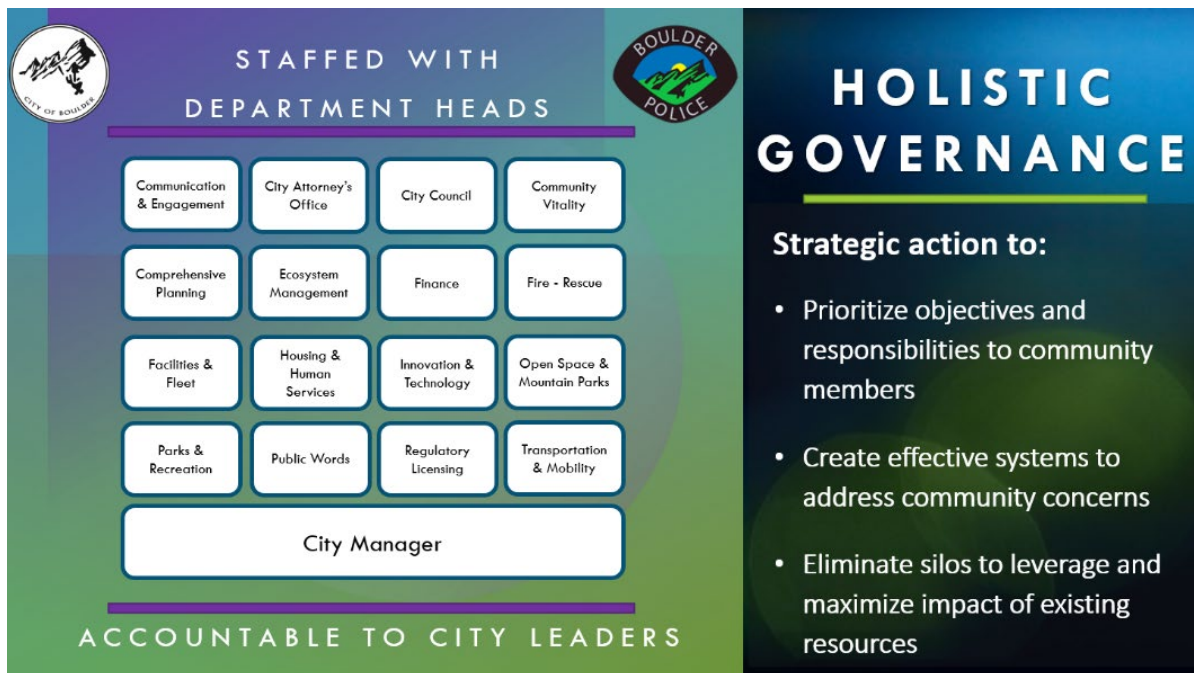 CITY OF BOULDER
STAFFED WITH
DEPARTMENT HEADS
BOULDER
POLICE
Communication
& Engagement
City Attorney's
Office
City Council
Community
Vitality
Comprehensive
Planning
Ecosystem
Management
Finance
Fire - Rescue
Facilities &
Fleet
Housing &
Human
Services
Innovation &
Technology
Open Space &
Mountain Parks
Parks &
Recreation
Public Words
Regulatory
Licensing
Transportation
& Mobility
City Manager
ACCOUNTABLE TO CITY LEADERS
HOLISTIC
GOVERNANCE
Strategic action to:
• Prioritize objectives and
responsibilities to community
members
• Create effective systems to
address community concerns
• Eliminate silos to leverage and
maximize impact of existing
resources